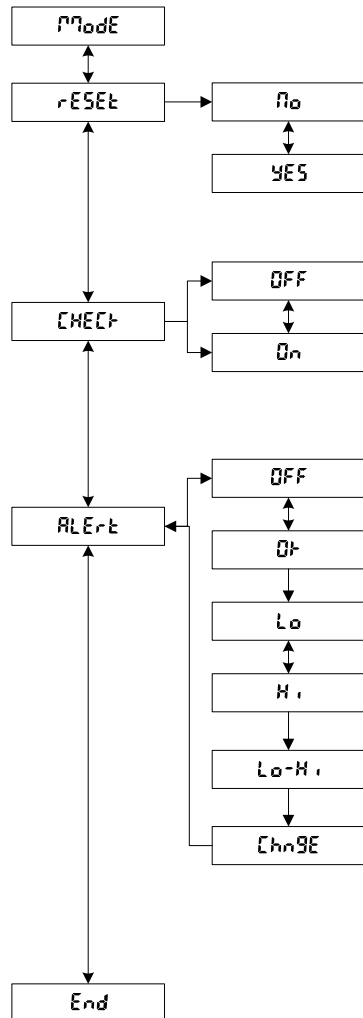 ModE
rESEt
No
YES
CHECk
OFF
On
ALErt
OFF
Ok
Lo
Hi
Lo-Hi
ChngE
End